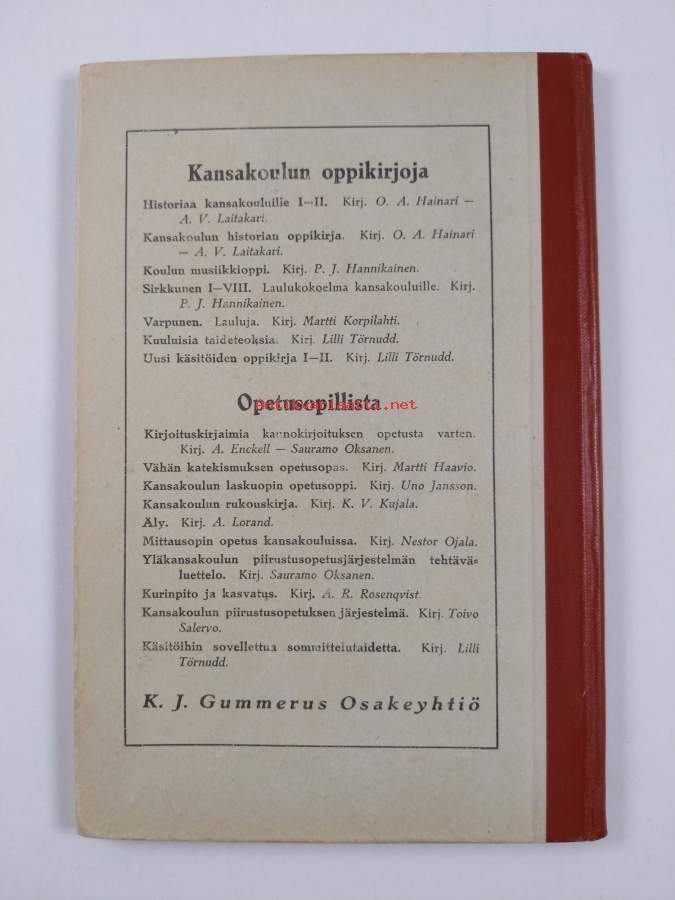 Kansakoulun oppikirjoja
Historiaa kansakouluille I—II. Kirj. O. A. Hainari —
A. V. Laitakari.
Kansakoulun historian oppikirja. Kirj. O. A. Hainari
— A. V. Laitakari.
Koulun musiikkioppi. Kirj. P. J. Hannikainen.
Sirkkunen I—VIII. Laulukokoelma kansakouluille. Kirj.
P. J. Hannikainen.
Varpunen. Lauluja. Kirj. Martti Korpilahti.
Kuuluisia taideteoksia. Kirj. Lilli Törnudd.
Uusi käsitöiden oppikirja I—II. Kirj. Lilli Törnudd.
Opetusopillista
antikvariaatti.net
Kirjoituskirjaimia kaunokirjoituksen opetusta varten.
Kirj. A. Enckell — Sauramo Oksanen.
Vähän katekismuksen opetusopas. Kirj. Martti Haavio.
Kansakoulun laskuopin opetusoppi. Kirj. Uno Jansson.
Kansakoulun rukouskirja. Kirj. K. V. Kujala.
Äly. Kirj. A. Lorand.
Mittausopin opetus kansakouluissa. Kirj. Nestor Ojala.
Yläkansakoulun piirustusopetusjärjestelmän tehtävä-
luettelo. Kirj. Sauramo Oksanen.
Kurinpito ja kasvatus. Kirj. A. R. Rosenqvist.
Kansakoulun piirustusopetuksen järjestelmä. Kirj. Toivo
Salervo.
Käsitöihin sovellettua sommittelutaidetta. Kirj. Lilli
Törnudd.
K. J. Gummerus Osakeyhtiö